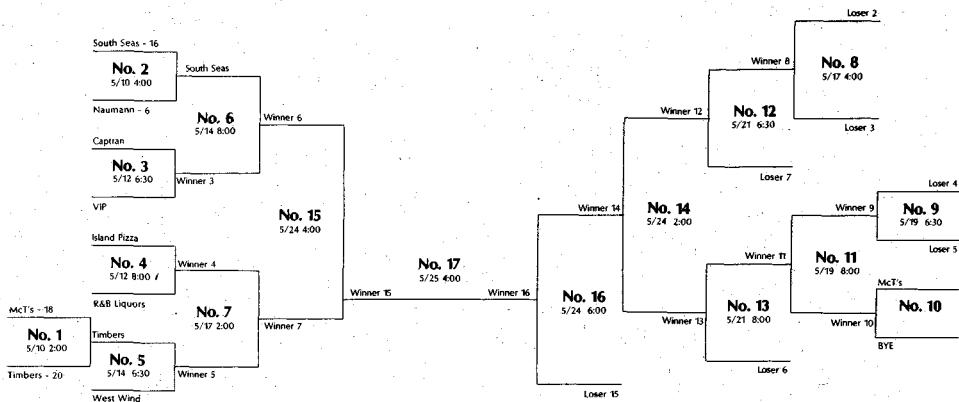 South Seas - 16
No. 2
5/10 4:00
Naumann - 6
South Seas
No. 6
5/14 8:00
Captran
No. 3
5/12 6:30
VIP
Winner 3
Winner 6
No. 15
5/24 4:00
Island Pizza
No. 4
5/12 8:00
R&B Liquors
Winner 4
No. 7
5/17 2:00
McT's - 18
No. 1
5/10 2:00
Timbers - 20
Timbers
No. 5
5/14 6:30
West Wind
Winner 5
Winner 7
Winner 15
No. 17
5/25 4:00
Winner 16
No. 16
5/24 6:00
Loser 15
Winner 14
No. 14
5/24 2:00
Winner 12
No. 12
5/21 6:30
Loser 7
Winner 8
Loser 2
No. 8
5/17 4:00
Loser 3
Winner 13
No. 13
5/21 8:00
Loser 6
Winner 11
No. 11
5/19 8:00
Winner 9
Loser 4
No. 9
5/19 6:30
Loser 5
McT's
No. 10
Winner 10
BYE